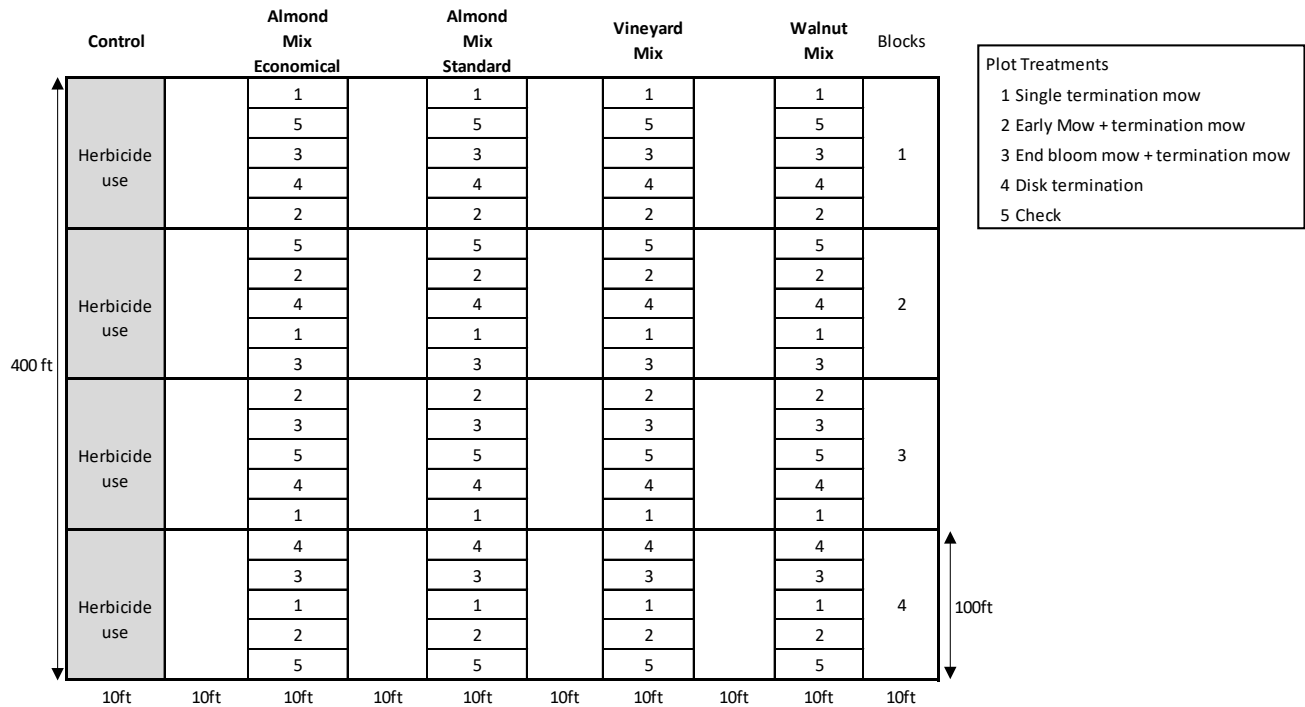 Control Almond Mix Economical Almond Mix Standard Vineyard Mix Walnut Mix Blocks
1 1 1 1
5 5 5 5
Herbicide use 3 3 3 3 1
4 4 4 4
2 2 2 2
5 5 5 5
2 2 2 2
Herbicide use 4 4 4 4 2
1 1 1 1
400 ft 3 3 3 3
2 2 2 2
3 3 3 3
Herbicide use 5 5 5 5 3
4 4 4 4
1 1 1 1
4 4 4 4
3 3 3 3
Herbicide use 1 1 1 1 4 100ft
2 2 2 2
5 5 5 5
10ft 10ft 10ft 10ft 10ft 10ft 10ft 10ft 10ft 10ft
Plot Treatments
1 Single termination mow
2 Early Mow + termination mow
3 End bloom mow + termination mow
4 Disk termination
5 Check